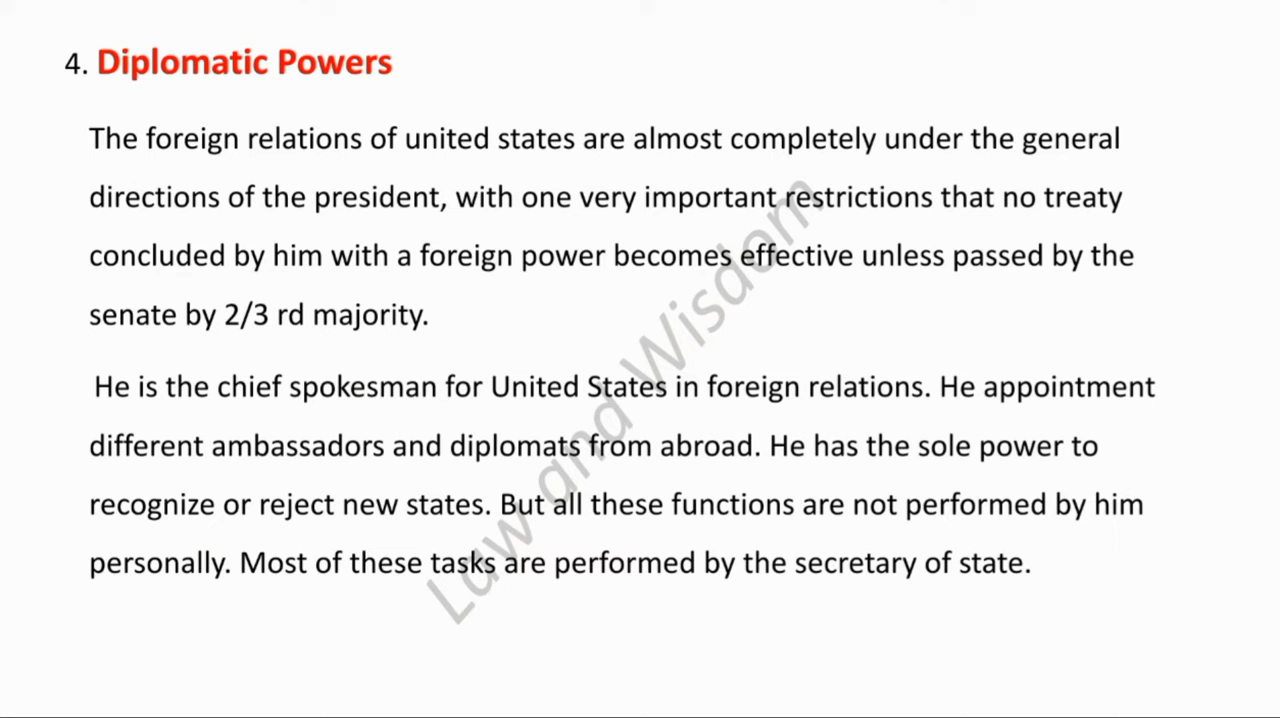 4. Diplomatic Powers
The foreign relations of united states are almost completely under the general
directions of the president, with one very important restrictions that no treaty
concluded by him with a foreign power becomes effective unless passed by the
senate by 2/3 rd majority.
He is the chief spokesman for United States in foreign relations. He appointment
different ambassadors and diplomats from abroad. He has the sole power to
recognize or reject new states. But all these functions are not performed by him
personally. Most of these tasks are performed by the secretary of state.
Law and Wisdom